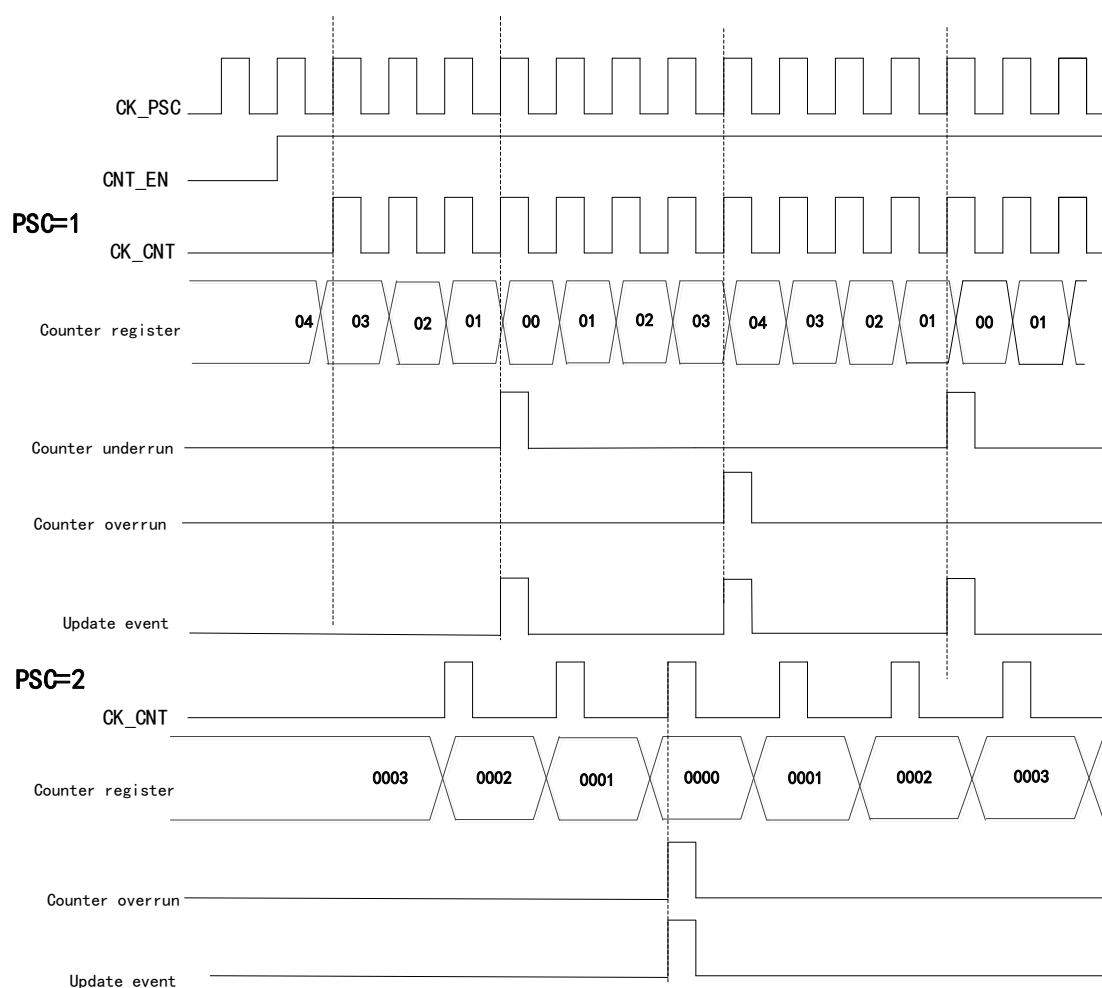 CK_PSC
CNT_EN
PSC=1
CK_CNT
Counter register 04 03 02 01 00 01 02 03 04 03 02 01 00 01
Counter underrun
Counter overrun
Update event
PSC=2
CK_CNT
Counter register 0003 0002 0001 0000 0001 0002 0003
Counter overrun
Update event